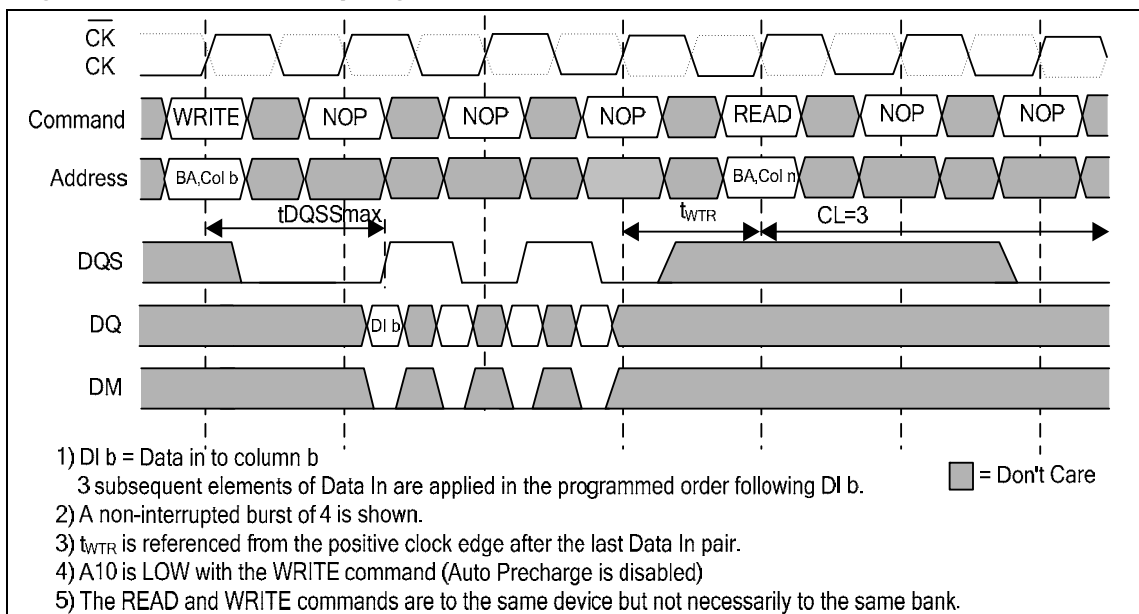 CK
CK
Command WRITE NOP NOP NOP READ NOP NOP
Address BA,Col b BA,Col n
tDQSSmax tWTR CL=3
DQS
DQ DI b
DM
1) DI b = Data in to column b
3 subsequent elements of Data In are applied in the programmed order following DI b.
= Don't Care
2) A non-interrupted burst of 4 is shown.
3) tWTR is referenced from the positive clock edge after the last Data In pair.
4) A10 is LOW with the WRITE command (Auto Precharge is disabled)
5) The READ and WRITE commands are to the same device but not necessarily to the same bank.